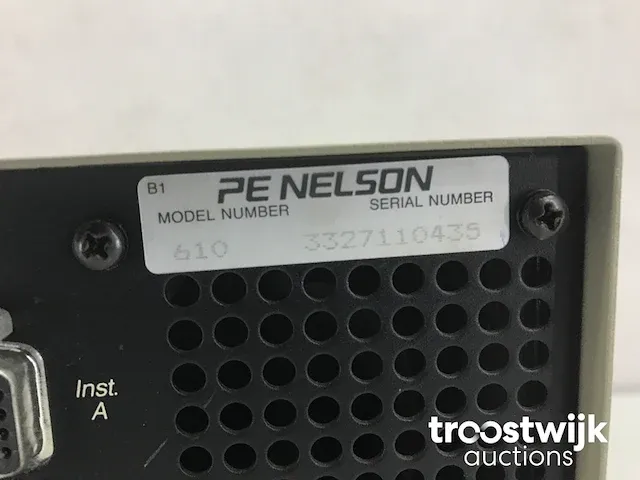 B1 PE NELSON
MODEL NUMBER SERIAL NUMBER
610 3327110435
Inst.
A
troostwijk
auctions